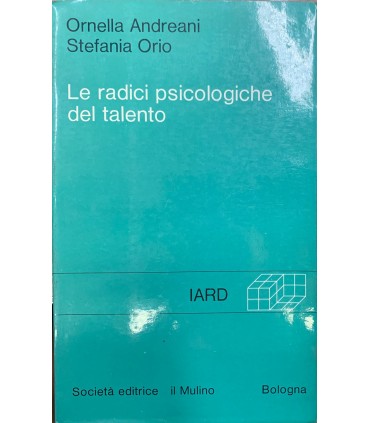 Ornella Andreani
Stefania Orio
Le radici psicologiche
del talento
IARD
Società editrice il Mulino Bologna